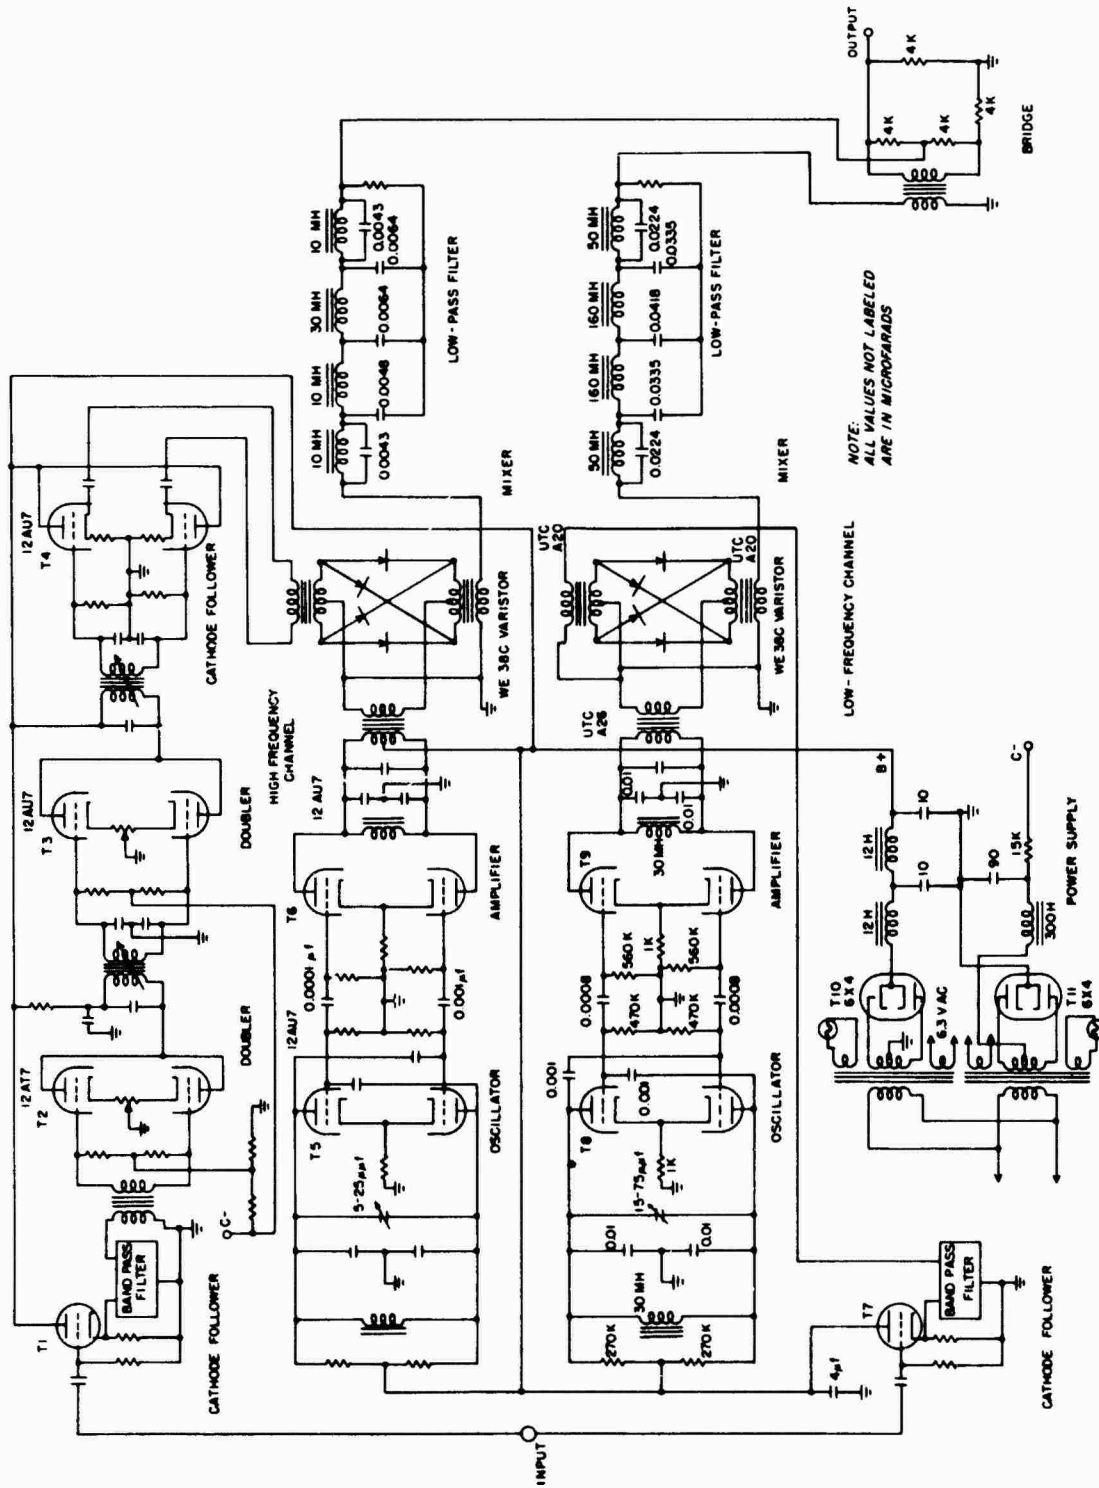 INPUT
T1
CATHODE FOLLOWER
BAND PASS
FILTER
C-
12AT7
T2
DOUBLER
12AU7
T3
DOUBLER
12AU7
T4
CATHODE FOLLOWER
HIGH FREQUENCY
CHANNEL
5-25µµf
T5
12AU7
OSCILLATOR
0.0001µf
0.001µf
T6
12 AU7
AMPLIFIER
WE 38C VARISTOR
MIXER
10 MH
10 MH
30 MH
10 MH
0.0043
0.0048
0.0064
0.0043
0.0064
LOW-PASS FILTER
270K
270K
30MH
0.01
0.01
15-75µµf
1K
T8
0.001
0.001
OSCILLATOR
0.0008
470K
470K
0.0008
560K
1K
560K
T9
AMPLIFIER
30MH
0.01
0.01
UTC
A26
UTC
A20
UTC
A20
WE 38C VARISTOR
MIXER
50 MH
160 MH
160 MH
50 MH
0.0224
0.0335
0.0418
0.0224
0.0335
LOW-PASS FILTER
LOW-FREQUENCY CHANNEL
NOTE:
ALL VALUES NOT LABELED
ARE IN MICROFARADS
4µf
T7
BAND PASS
FILTER
CATHODE FOLLOWER
T10
6X4
6.3 VAC
T11
6X4
12H
12H
10
10
B+
90
300H
15K
C-
POWER SUPPLY
OUTPUT
4K
4K
4K
4K
BRIDGE